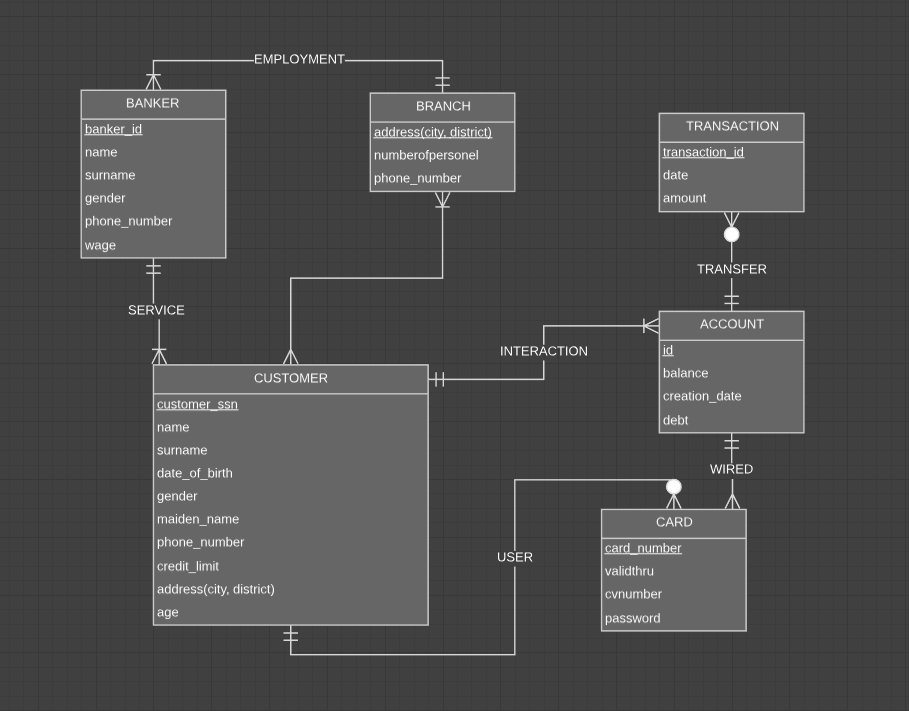 EMPLOYMENT
BANKER
banker_id
name
surname
gender
phone_number
wage
BRANCH
address(city, district)
numberofpersonel
phone_number
TRANSACTION
transaction_id
date
amount
TRANSFER
SERVICE
INTERACTION
ACCOUNT
id
balance
creation_date
debt
CUSTOMER
customer_ssn
name
surname
date_of_birth
gender
maiden_name
phone_number
credit_limit
address(city, district)
age
WIRED
USER
CARD
card_number
validthru
cvnumber
password